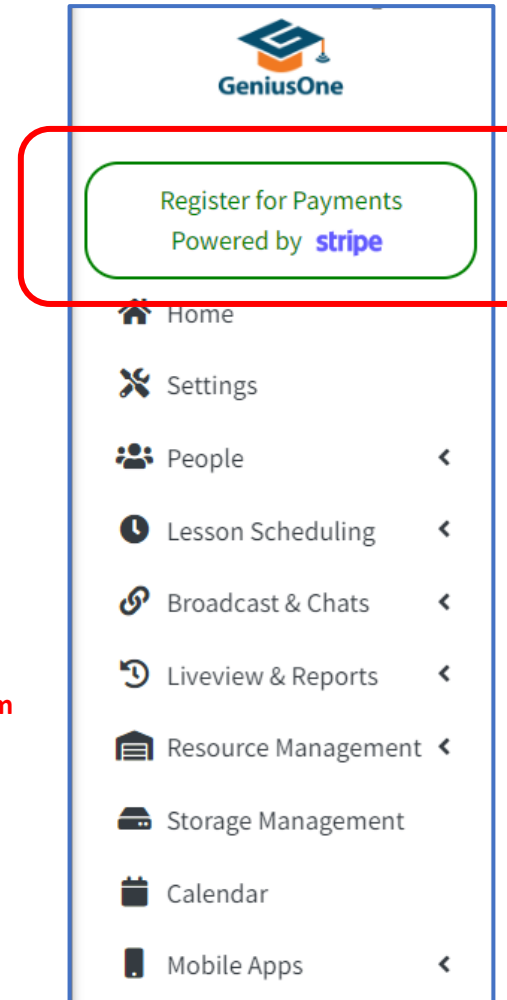 GeniusOne
Register for Payments
Powered by stripe
Home
Settings
People
Lesson Scheduling
Broadcast & Chats
Liveview & Reports
Resource Management
Storage Management
Calendar
Mobile Apps